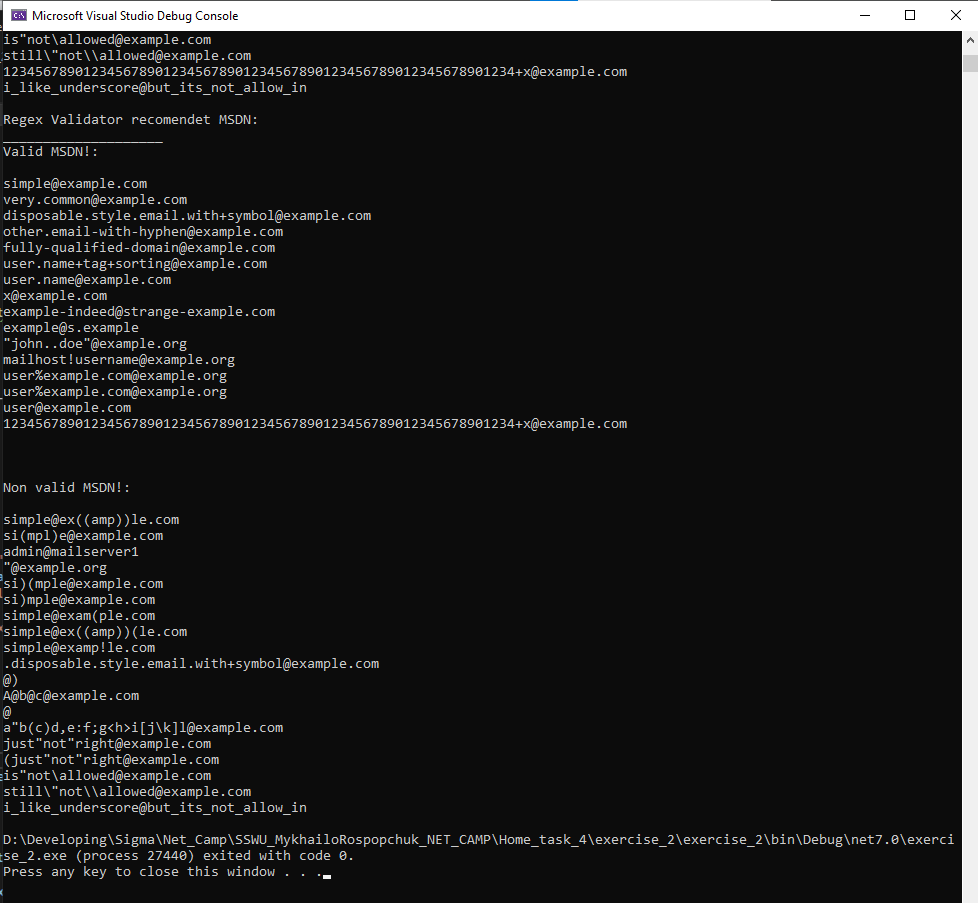 Microsoft Visual Studio Debug Console
is"not\allowed@example.com
still\"not\\allowed@example.com
1234567890123456789012345678901234567890123456789012345678901234+x@example.com
i_like_underscore@but_its_not_allow_in
Regex Validator recomendet MSDN:
____________________
Valid MSDN!:
simple@example.com
very.common@example.com
disposable.style.email.with+symbol@example.com
other.email-with-hyphen@example.com
fully-qualified-domain@example.com
user.name+tag+sorting@example.com
user.name@example.com
x@example.com
example-indeed@strange-example.com
example@s.example
"john..doe"@example.org
mailhost!username@example.org
user%example.com@example.org
user%example.com@example.org
user@example.com
1234567890123456789012345678901234567890123456789012345678901234+x@example.com
Non valid MSDN!:
simple@ex((amp))le.com
si(mpl)e@example.com
admin@mailserver1
"@example.org
si)(mple@example.com
si)mple@example.com
simple@exam(ple.com
simple@ex((amp))(le.com
simple@examp!le.com
.disposable.style.email.with+symbol@example.com
@)
A@b@c@example.com
@
a"b(c)d,e:f;g<h>i[j\k]l@example.com
just"not"right@example.com
(just"not"right@example.com
is"not\allowed@example.com
still\"not\\allowed@example.com
i_like_underscore@but_its_not_allow_in
D:\Developing\Sigma\Net_Camp\SSWU_MykhailoRospopchuk_NET_CAMP\Home_task_4\exercise_2\exercise_2\bin\Debug\net7.0\exerci
se_2.exe (process 27440) exited with code 0.
Press any key to close this window . . .